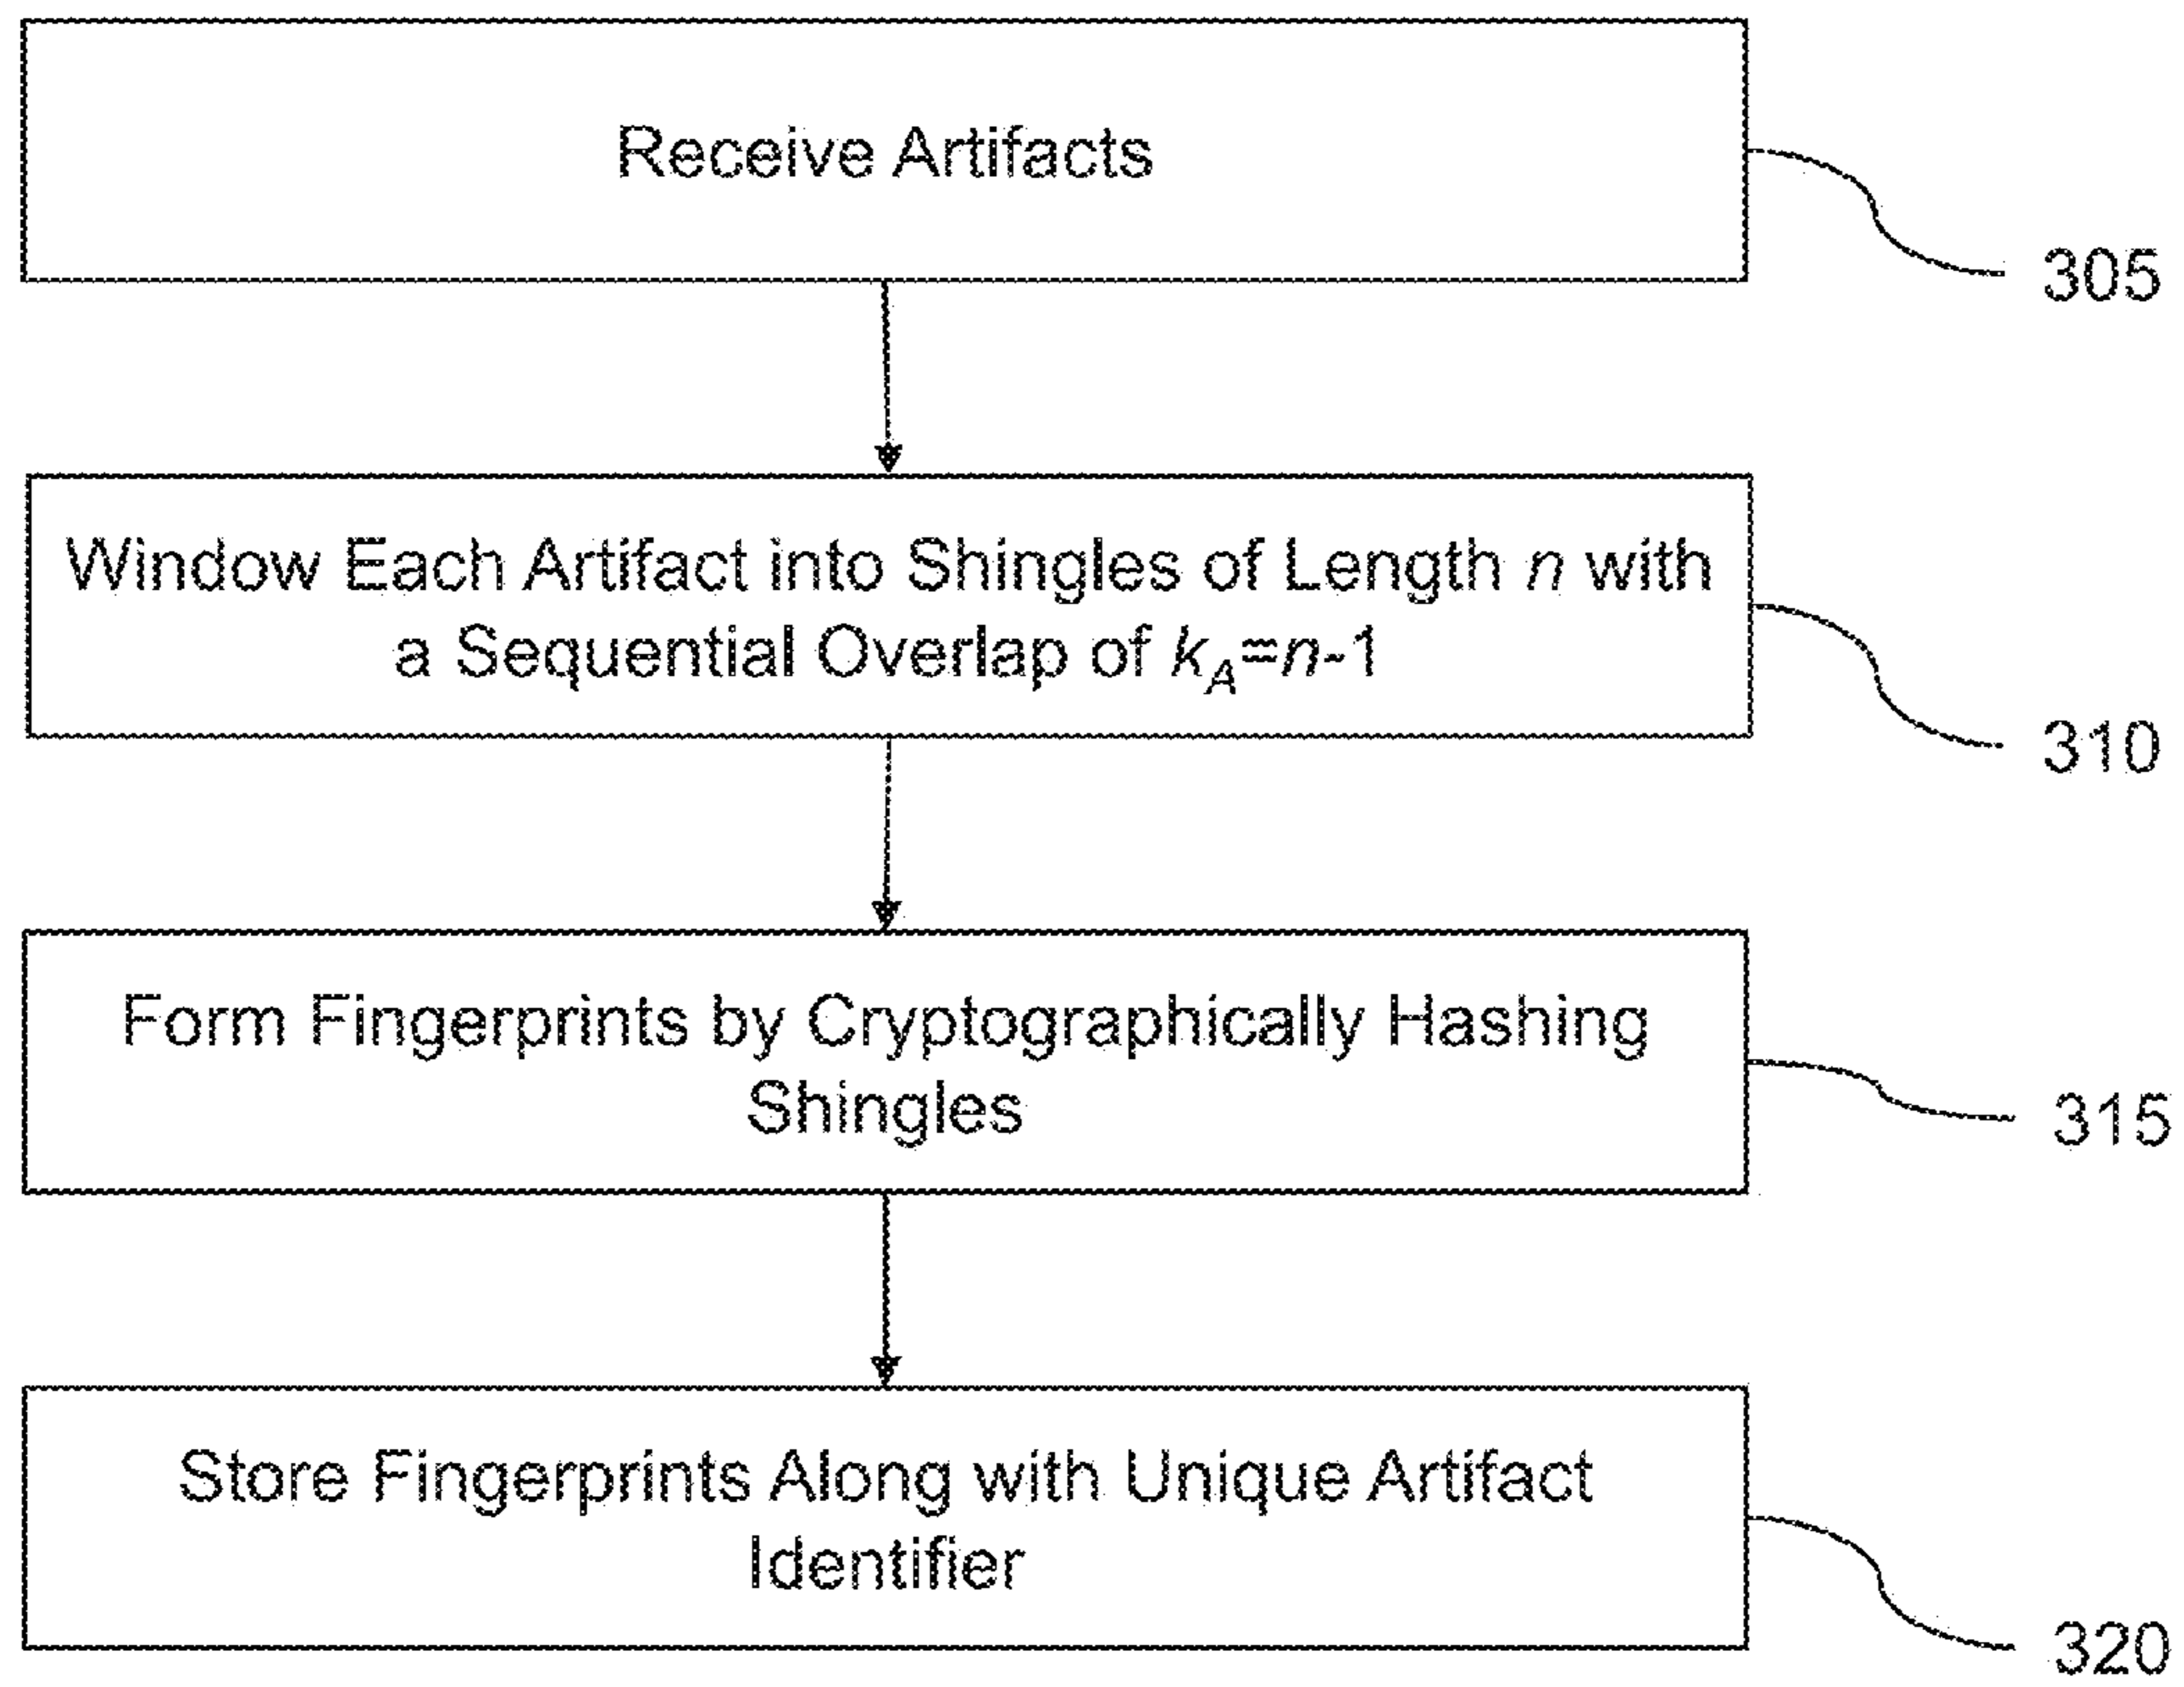 Receive Artifacts
305
Window Each Artifact into Shingles of Length n with
a Sequential Overlap of k_A=n-1
310
Form Fingerprints by Cryptographically Hashing
Shingles
315
Store Fingerprints Along with Unique Artifact
Identifier
320